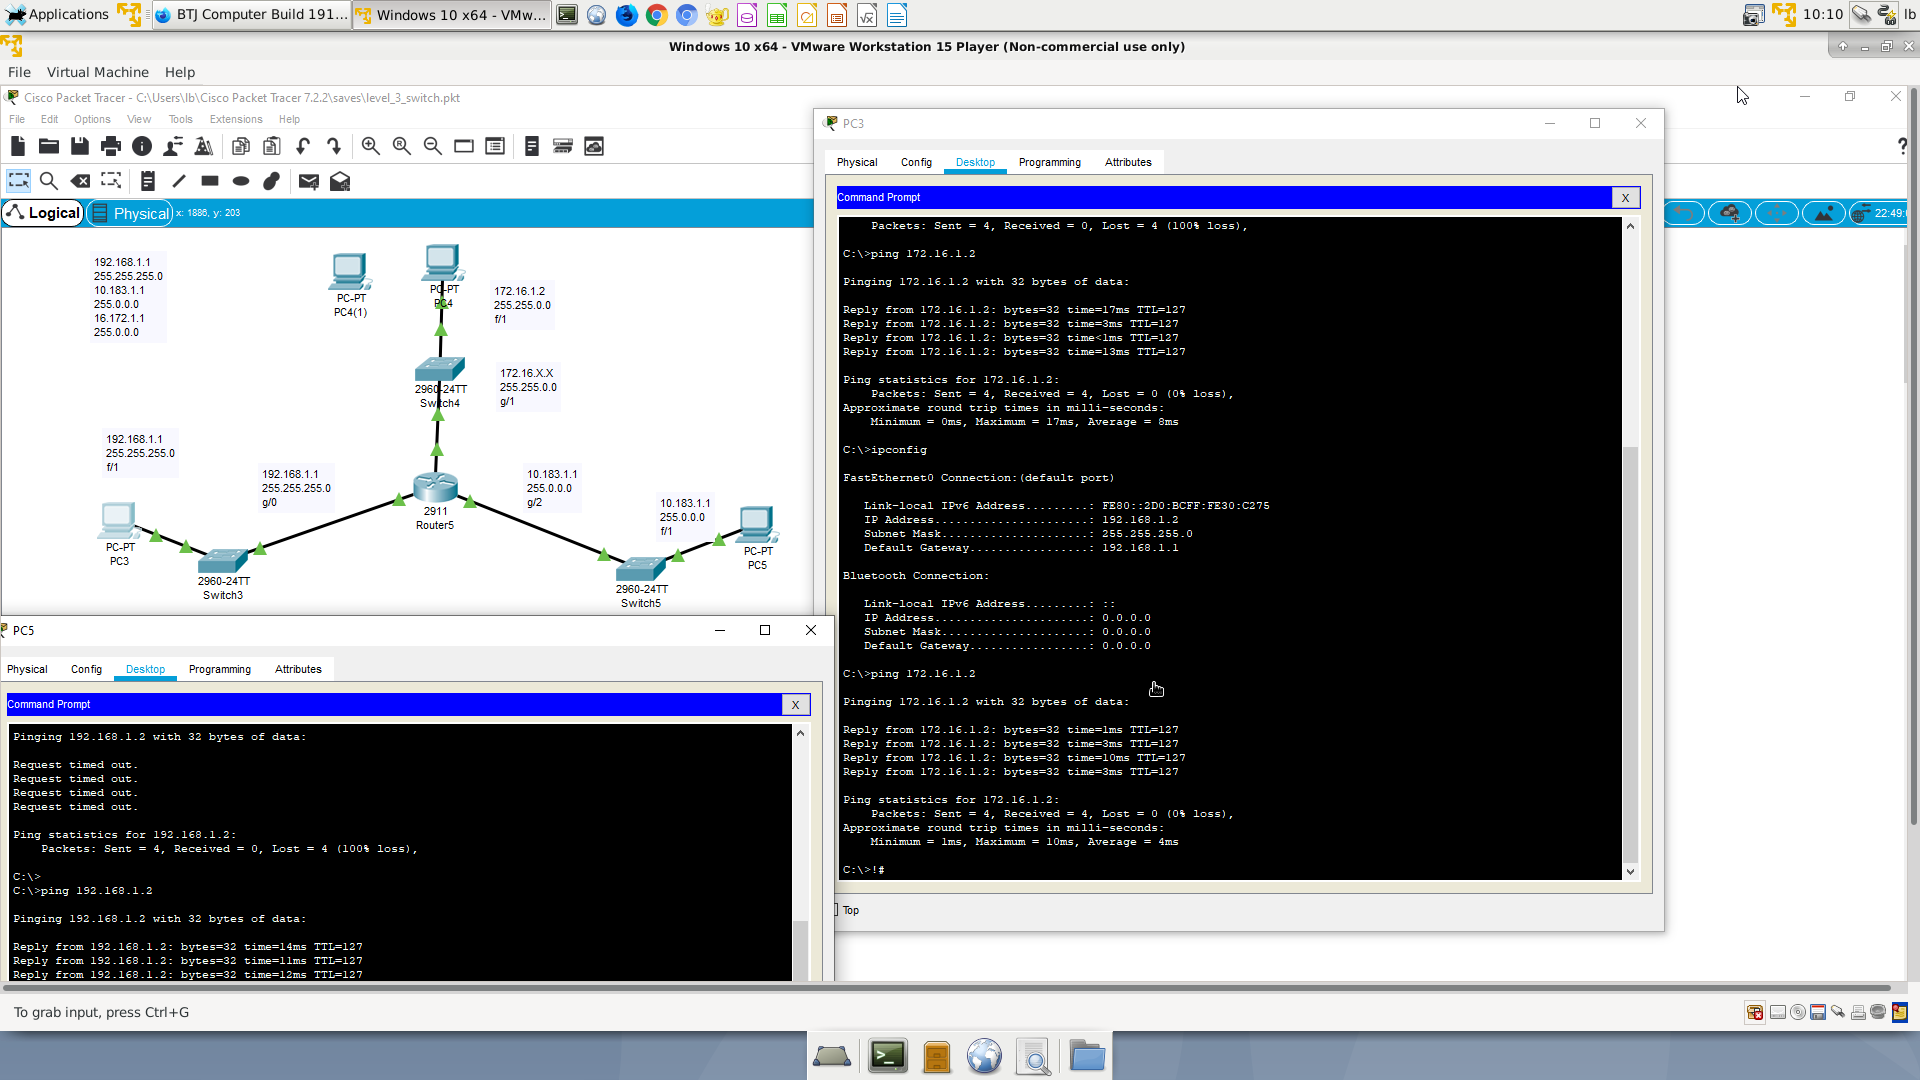 Applications
BTJ Computer Build 191...
Windows 10 x64 - VMw...
10:10
lb
Windows 10 x64 - VMware Workstation 15 Player (Non-commercial use only)
File Virtual Machine Help
Cisco Packet Tracer - C:\Users\lb\Cisco Packet Tracer 7.2.2\saves\level_3_switch.pkt
File Edit Options View Tools Extensions Help
?
Logical
Physical
x: 1886, y: 203
22:49:
192.168.1.1
255.255.255.0
10.183.1.1
255.0.0.0
16.172.1.1
255.0.0.0
PC-PT
PC4(1)
PC-PT
PC4
172.16.1.2
255.255.0.0
f/1
2960-24TT
Switch4
172.16.X.X
255.255.0.0
g/1
192.168.1.1
255.255.255.0
f/1
192.168.1.1
255.255.255.0
g/0
2911
Router5
10.183.1.1
255.0.0.0
g/2
10.183.1.1
255.0.0.0
f/1
PC-PT
PC3
2960-24TT
Switch3
2960-24TT
Switch5
PC-PT
PC5
PC3
Physical Config Desktop Programming Attributes
Command Prompt
X
Packets: Sent = 4, Received = 0, Lost = 4 (100% loss),
C:\>ping 172.16.1.2
Pinging 172.16.1.2 with 32 bytes of data:
Reply from 172.16.1.2: bytes=32 time=17ms TTL=127
Reply from 172.16.1.2: bytes=32 time=3ms TTL=127
Reply from 172.16.1.2: bytes=32 time<1ms TTL=127
Reply from 172.16.1.2: bytes=32 time=13ms TTL=127
Ping statistics for 172.16.1.2:
Packets: Sent = 4, Received = 4, Lost = 0 (0% loss),
Approximate round trip times in milli-seconds:
Minimum = 0ms, Maximum = 17ms, Average = 8ms
C:\>ipconfig
FastEthernet0 Connection:(default port)
Link-local IPv6 Address.........: FE80::2D0:BCFF:FE30:C275
IP Address......................: 192.168.1.2
Subnet Mask.....................: 255.255.255.0
Default Gateway.................: 192.168.1.1
Bluetooth Connection:
Link-local IPv6 Address.........: ::
IP Address......................: 0.0.0.0
Subnet Mask.....................: 0.0.0.0
Default Gateway.................: 0.0.0.0
C:\>ping 172.16.1.2
Pinging 172.16.1.2 with 32 bytes of data:
Reply from 172.16.1.2: bytes=32 time=1ms TTL=127
Reply from 172.16.1.2: bytes=32 time=3ms TTL=127
Reply from 172.16.1.2: bytes=32 time=10ms TTL=127
Reply from 172.16.1.2: bytes=32 time=3ms TTL=127
Ping statistics for 172.16.1.2:
Packets: Sent = 4, Received = 4, Lost = 0 (0% loss),
Approximate round trip times in milli-seconds:
Minimum = 1ms, Maximum = 10ms, Average = 4ms
C:\>!#
Top
PC5
Physical Config Desktop Programming Attributes
Command Prompt
X
Pinging 192.168.1.2 with 32 bytes of data:
Request timed out.
Request timed out.
Request timed out.
Request timed out.
Ping statistics for 192.168.1.2:
Packets: Sent = 4, Received = 0, Lost = 4 (100% loss),
C:\>
C:\>ping 192.168.1.2
Pinging 192.168.1.2 with 32 bytes of data:
Reply from 192.168.1.2: bytes=32 time=14ms TTL=127
Reply from 192.168.1.2: bytes=32 time=11ms TTL=127
Reply from 192.168.1.2: bytes=32 time=12ms TTL=127
To grab input, press Ctrl+G